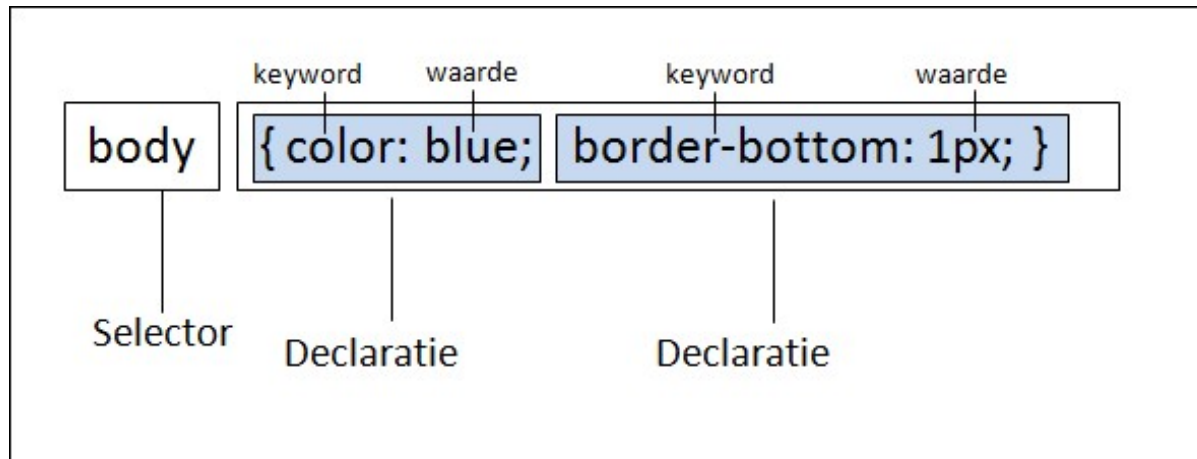 keyword waarde keyword waarde
body { color: blue; border-bottom: 1px; }
Selector Declaratie Declaratie